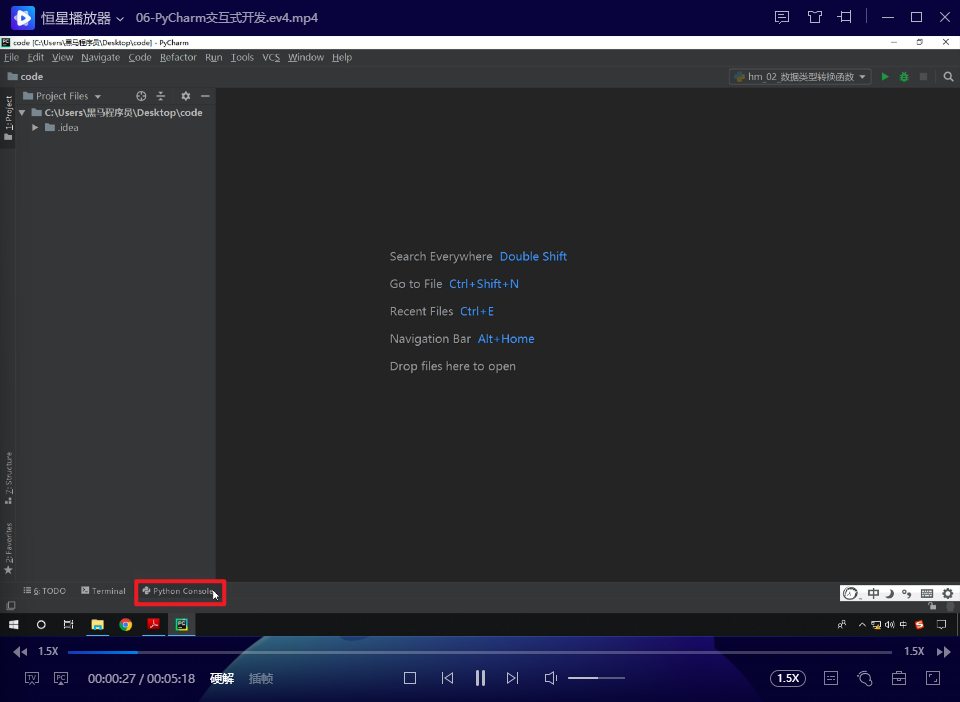 恒星播放器 06-PyCharm交互式开发.ev4.mp4
code [C:\Users\黑马程序员\Desktop\code] - PyCharm
File Edit View Navigate Code Refactor Run Tools VCS Window Help
code
hm_02_数据类型转换函数
1: Project
Project Files
C:\Users\黑马程序员\Desktop\code
.idea
Search Everywhere Double Shift
Go to File Ctrl+Shift+N
Recent Files Ctrl+E
Navigation Bar Alt+Home
Drop files here to open
Z: Structure
2: Favorites
6: TODO Terminal Python Console
中
中
1.5X 1.5X
TV PC 00:00:27 / 00:05:18 硬解 插帧 1.5X